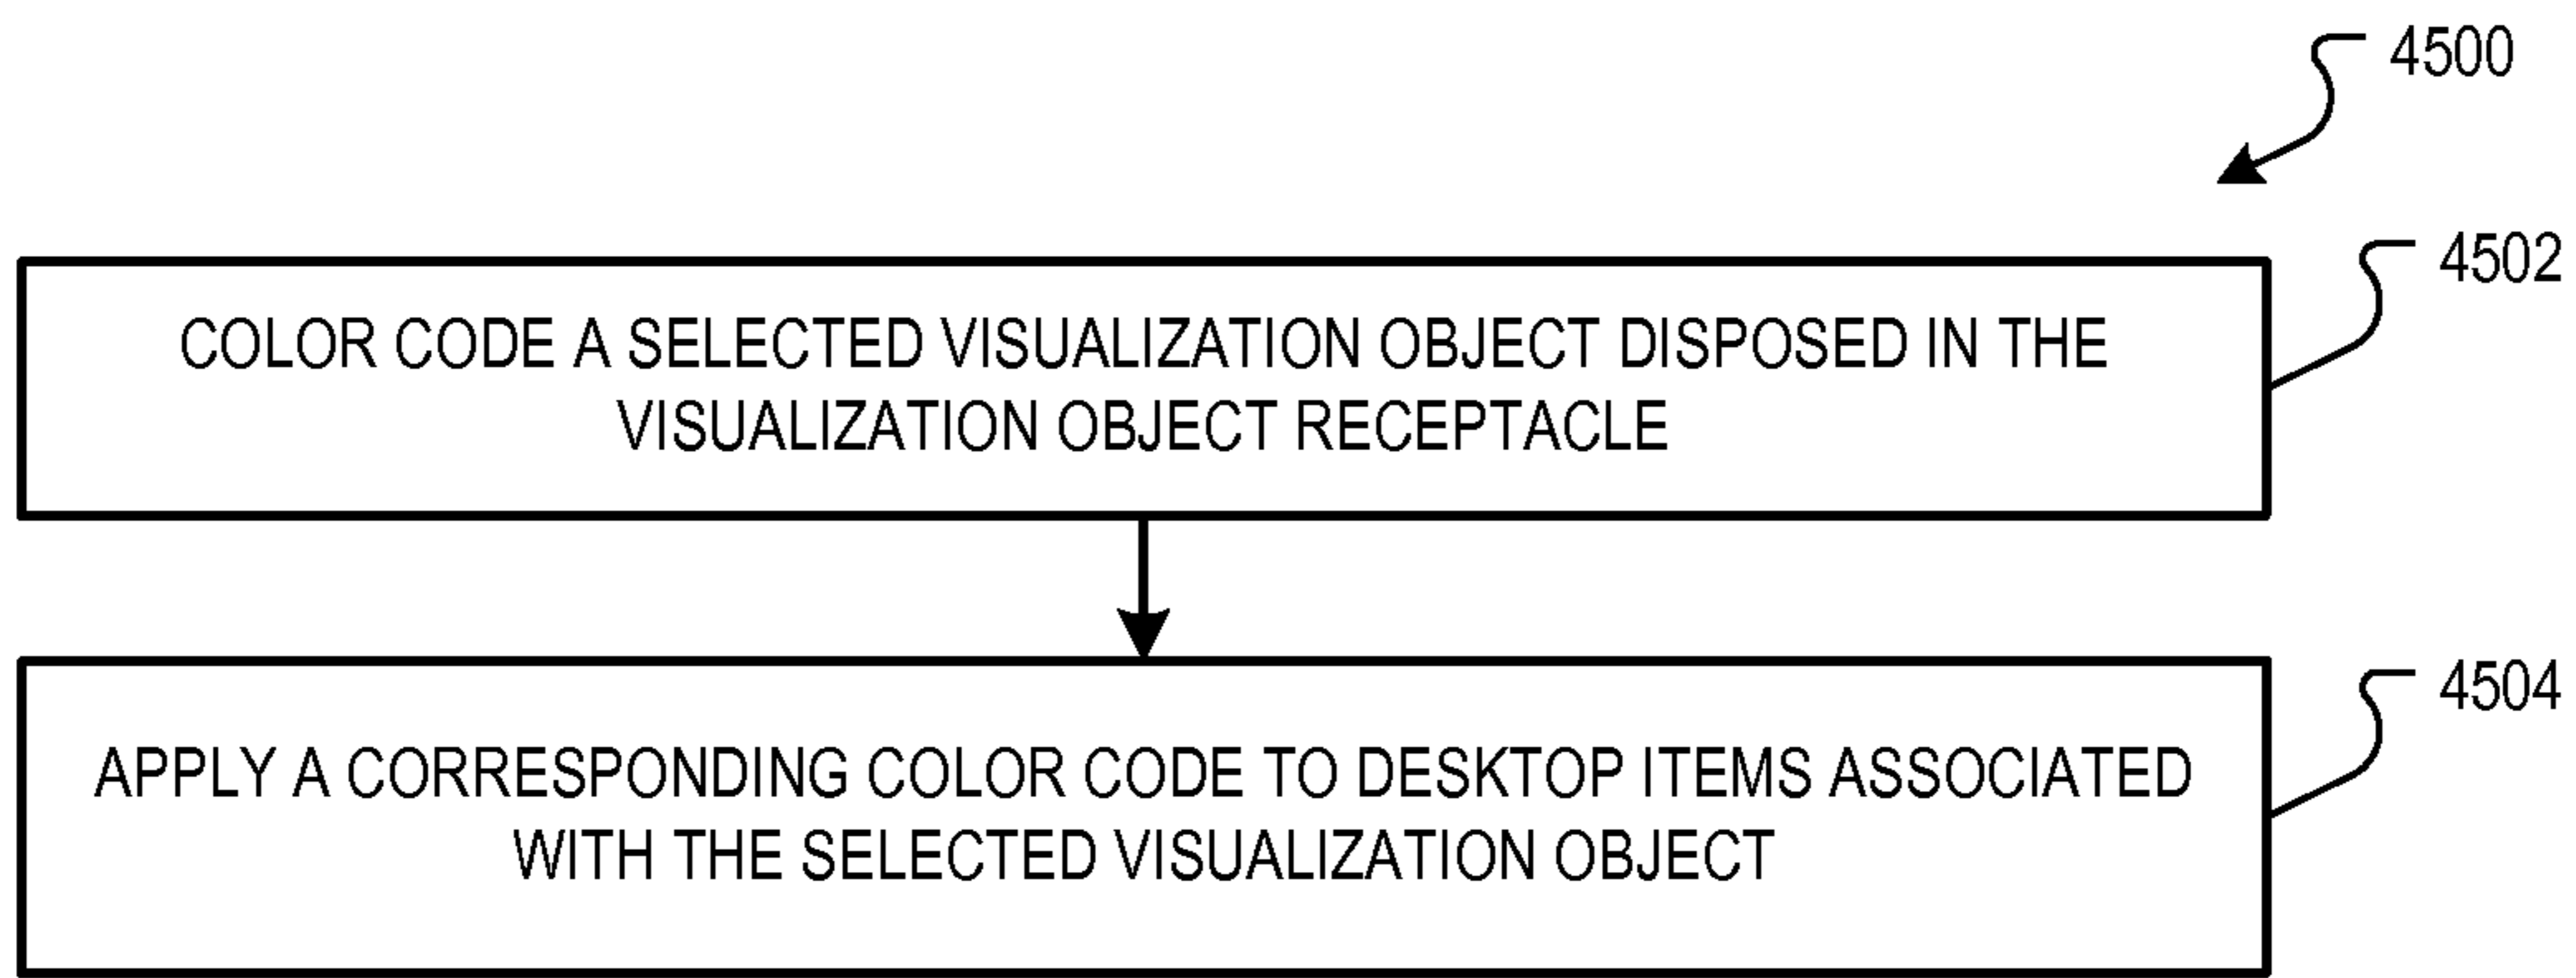 4500
4502
COLOR CODE A SELECTED VISUALIZATION OBJECT DISPOSED IN THE
VISUALIZATION OBJECT RECEPTACLE
4504
APPLY A CORRESPONDING COLOR CODE TO DESKTOP ITEMS ASSOCIATED
WITH THE SELECTED VISUALIZATION OBJECT